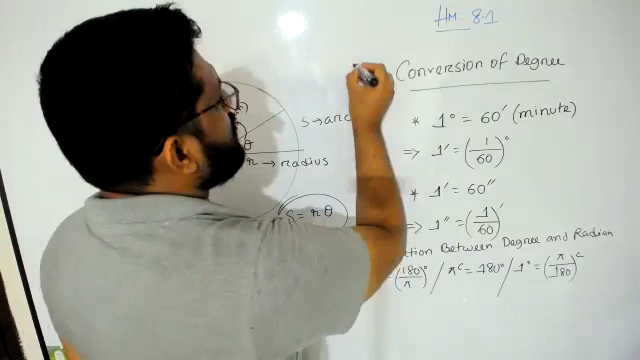 HM. 8.1
Conversion of Degree
* 1° = 60′ (minute)
⇒ 1′ = (1/60)°
* 1′ = 60″
⇒ 1″ = (1/60)′
ction Between Degree and Radian
(180/π)° / π^c = 180° / 1° = (π/180)^c
s → arc
θ
r → radius
S = rθ